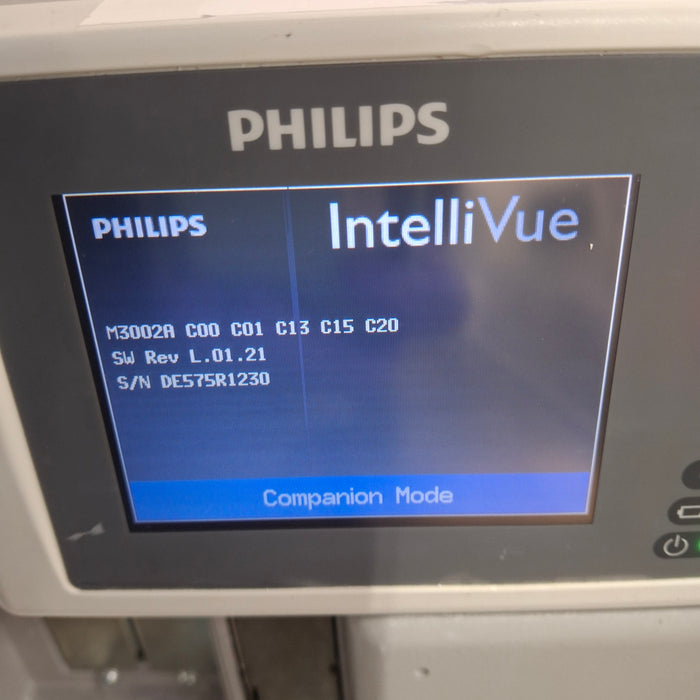 PHILIPS
PHILIPS
IntelliVue
M3002A C00 C01 C13 C15 C20
SW Rev L.01.21
S/N DE575R1230
Companion Mode